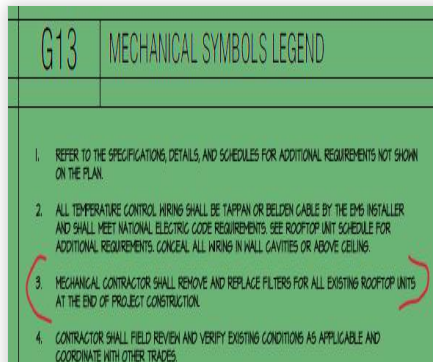 G13 MECHANICAL SYMBOLS LEGEND
1. REFER TO THE SPECIFICATIONS, DETAILS, AND SCHEDULES FOR ADDITIONAL REQUIREMENTS NOT SHOWN
ON THE PLAN.
2. ALL TEMPERATURE CONTROL WIRING SHALL BE TAPPAN OR BELDEN CABLE BY THE EMS INSTALLER
AND SHALL MEET NATIONAL ELECTRIC CODE REQUIREMENTS. SEE ROOFTOP UNIT SCHEDULE FOR
ADDITIONAL REQUIREMENTS. CONCEAL ALL WIRING IN WALL CAVITIES OR ABOVE CEILING.
3. MECHANICAL CONTRACTOR SHALL REMOVE AND REPLACE FILTERS FOR ALL EXISTING ROOFTOP UNITS
AT THE END OF PROJECT CONSTRUCTION.
4. CONTRACTOR SHALL FIELD REVIEW AND VERIFY EXISTING CONDITIONS AS APPLICABLE AND
COORDINATE WITH OTHER TRADES.